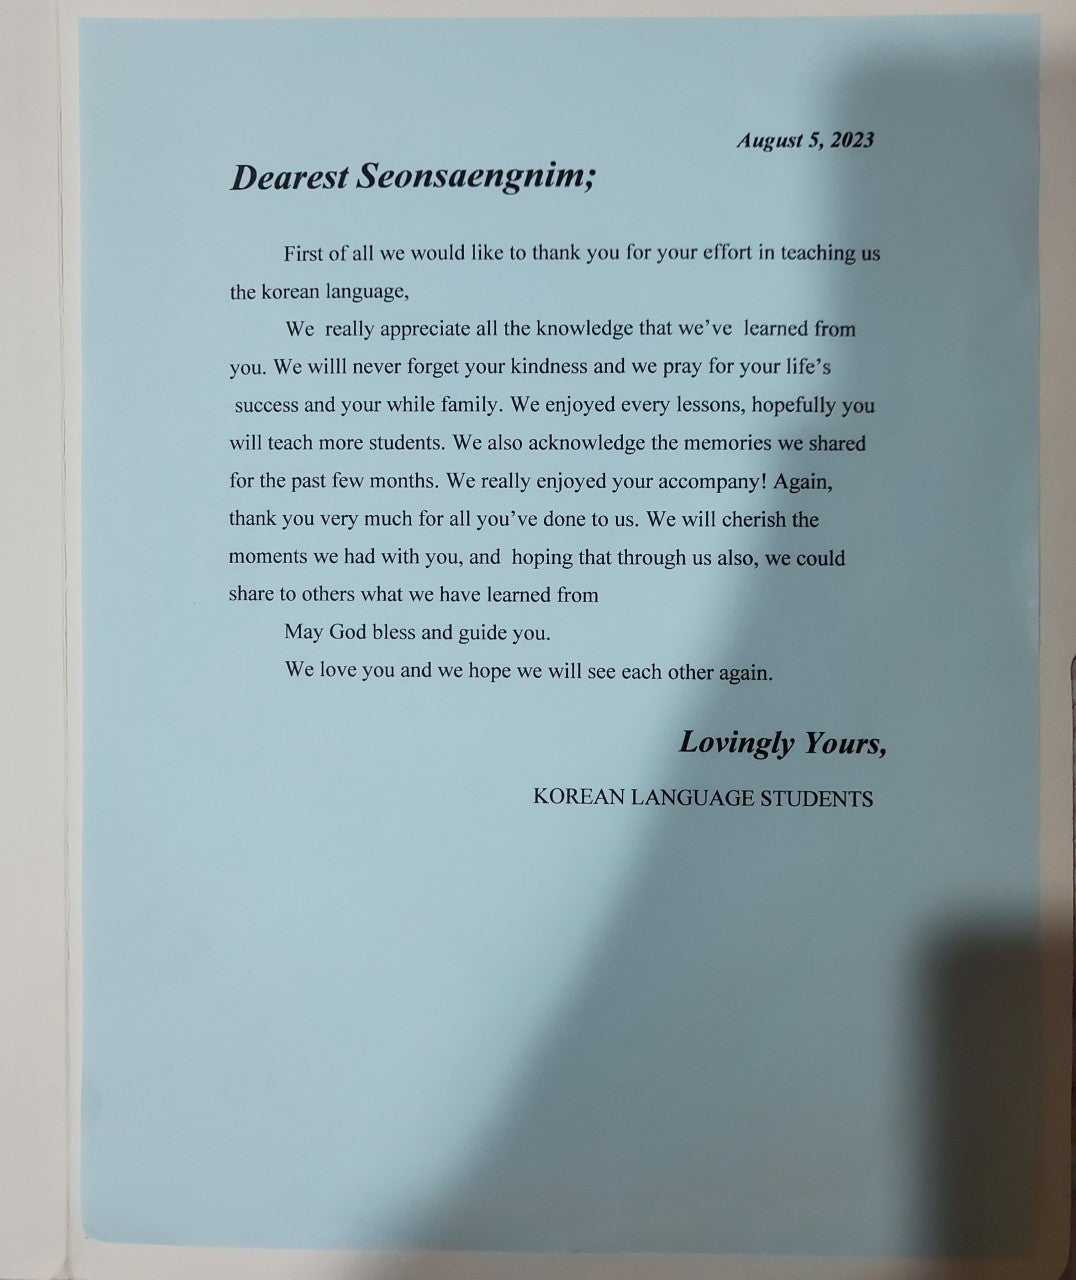 August 5, 2023
Dearest Seonsaengnim;
First of all we would like to thank you for your effort in teaching us
the korean language,
We really appreciate all the knowledge that we've learned from
you. We willl never forget your kindness and we pray for your life's
success and your while family. We enjoyed every lessons, hopefully you
will teach more students. We also acknowledge the memories we shared
for the past few months. We really enjoyed your accompany! Again,
thank you very much for all you've done to us. We will cherish the
moments we had with you, and hoping that through us also, we could
share to others what we have learned from
May God bless and guide you.
We love you and we hope we will see each other again.
Lovingly Yours,
KOREAN LANGUAGE STUDENTS